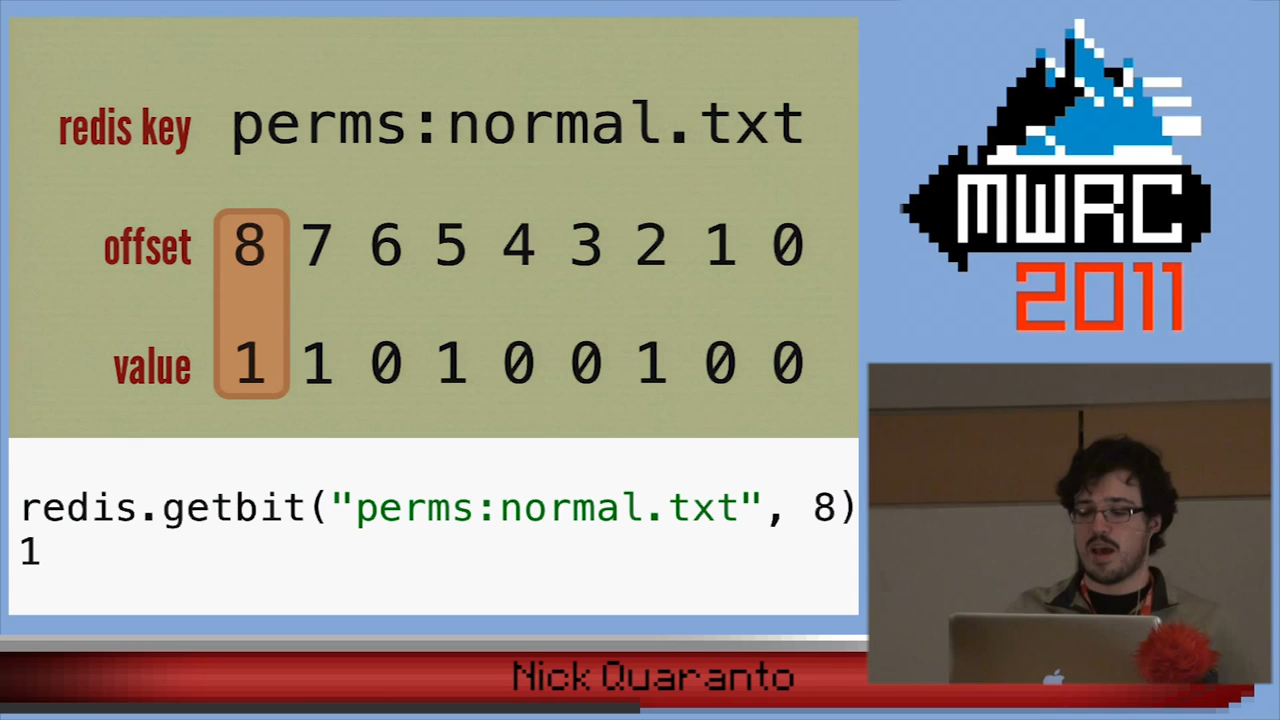 redis key perms:normal.txt
offset 8 7 6 5 4 3 2 1 0
value 1 1 0 1 0 0 1 0 0
redis.getbit("perms:normal.txt", 8)
1
MWRC
2011
Nick Quaranto